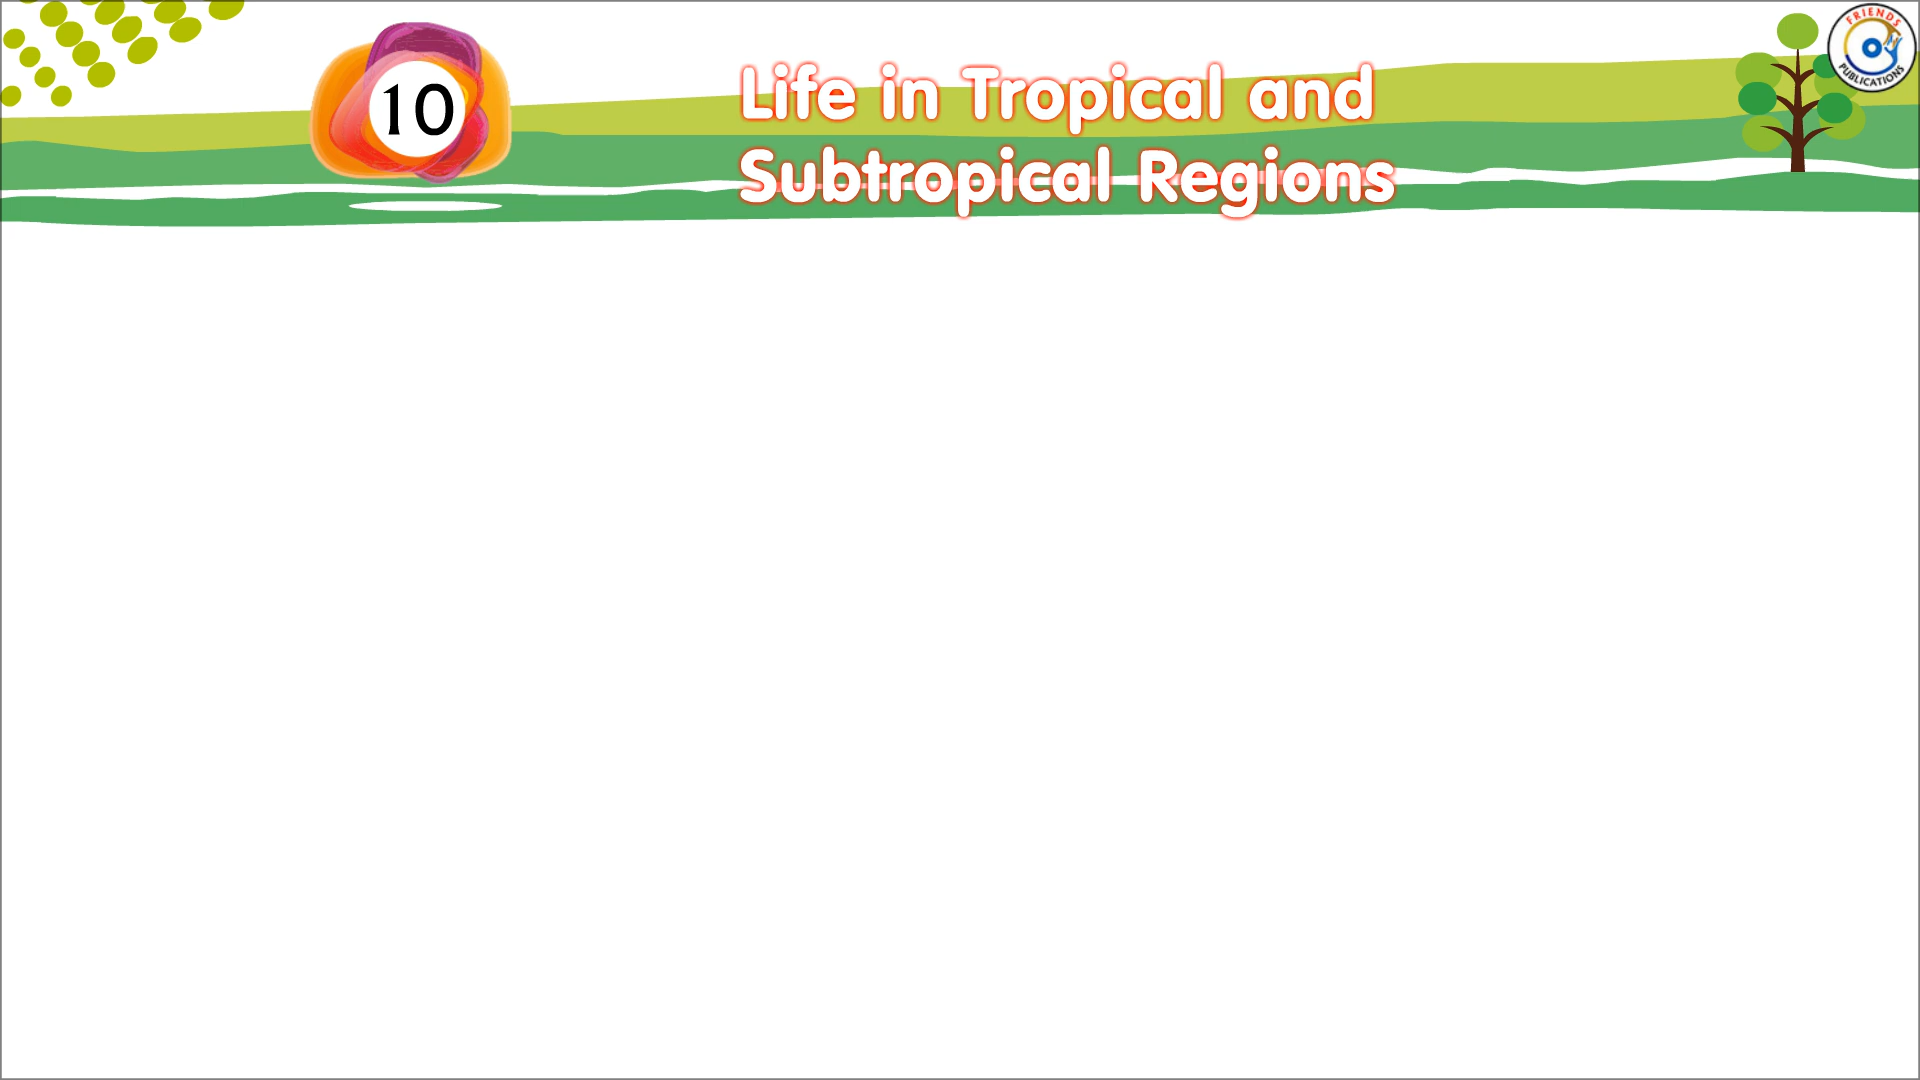 10
Life in Tropical and
Subtropical Regions
FRIENDS
PUBLICATIONS